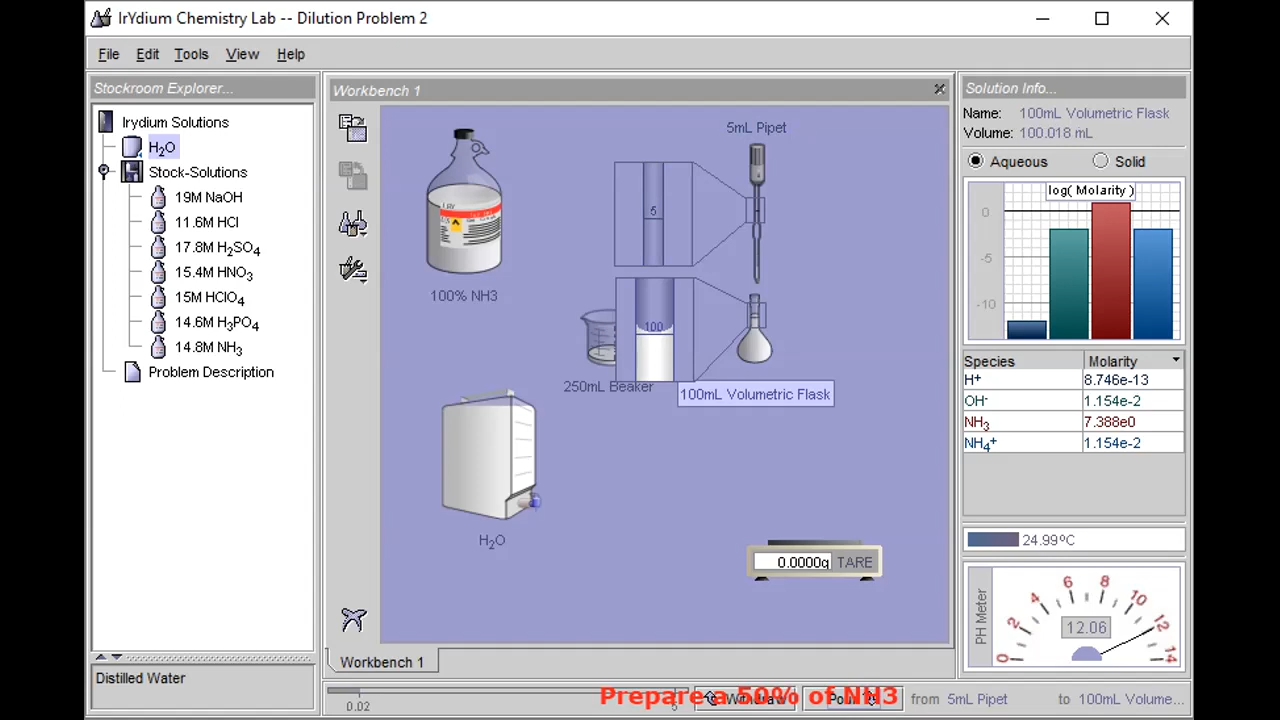 IrYdium Chemistry Lab -- Dilution Problem 2
File Edit Tools View Help
Stockroom Explorer...
Irydium Solutions
H2O
Stock-Solutions
19M NaOH
11.6M HCl
17.8M H2SO4
15.4M HNO3
15M HClO4
14.6M H3PO4
14.8M NH3
Problem Description
Distilled Water
Workbench 1
5mL Pipet
5
100% NH3
100
250mL Beaker
100mL Volumetric Flask
H2O
0.0000g TARE
Workbench 1
0.02
5
Withdraw
Pour
from 5mL Pipet to 100mL Volume...
Prepare a 50% of NH3
Solution Info...
Name: 100mL Volumetric Flask
Volume: 100.018 mL
Aqueous Solid
log( Molarity )
0
-5
-10
Species Molarity
H+ 8.746e-13
OH- 1.154e-2
NH3 7.388e0
NH4+ 1.154e-2
24.99ºC
PH Meter
0 2 4 6 8 10 12 14
12.06